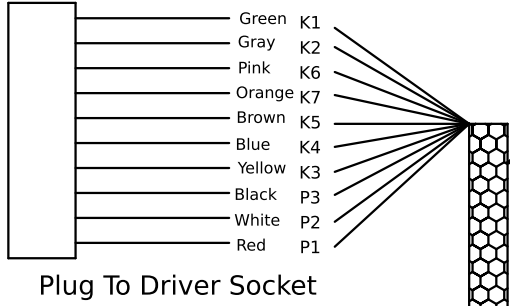 Green K1
Gray K2
Pink K6
Orange K7
Brown K5
Blue K4
Yellow K3
Black P3
White P2
Red P1
Plug To Driver Socket